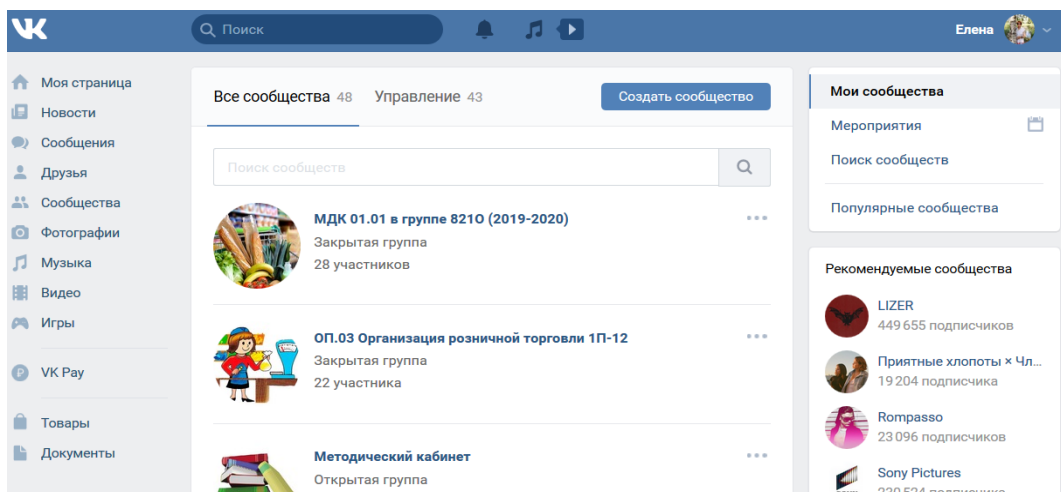 Поиск
Елена
Моя страница
Новости
Сообщения
Друзья
Сообщества
Фотографии
Музыка
Видео
Игры
VK Pay
Товары
Документы
Все сообщества 48 Управление 43 Создать сообщество
Поиск сообществ
МДК 01.01 в группе 821О (2019-2020)
Закрытая группа
28 участников
ОП.03 Организация розничной торговли 1П-12
Закрытая группа
22 участника
Методический кабинет
Открытая группа
Мои сообщества
Мероприятия
Поиск сообществ
Популярные сообщества
Рекомендуемые сообщества
LIZER
449 655 подписчиков
Приятные хлопоты × Чл...
19 204 подписчика
Rompasso
23 096 подписчиков
Sony Pictures